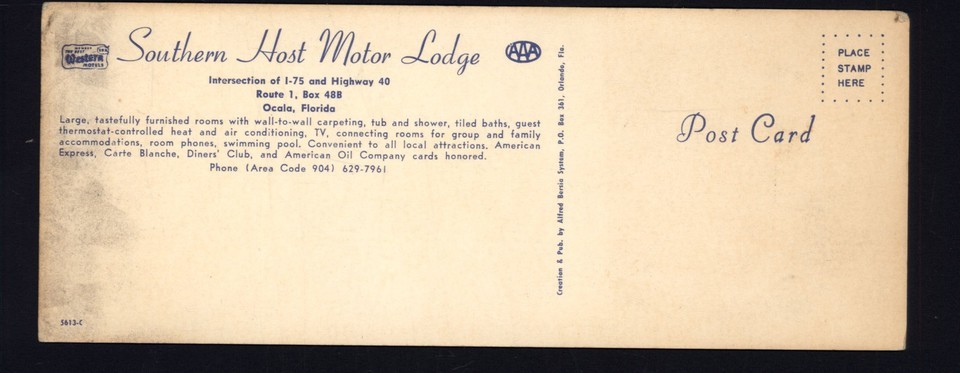 MEMBER
THE BEST
Western
MOTELS
Southern Host Motor Lodge
AAA
Intersection of I-75 and Highway 40
Route 1, Box 48B
Ocala, Florida
Large, tastefully furnished rooms with wall-to-wall carpeting, tub and shower, tiled baths, guest
thermostat-controlled heat and air conditioning, TV, connecting rooms for group and family
accommodations, room phones, swimming pool. Convenient to all local attractions. American
Express, Carte Blanche, Diners' Club, and American Oil Company cards honored.
Phone (Area Code 904) 629-7961
5613-C
Creation & Pub. by Alfred Bersia System, P.O. Box 361, Orlando, Fla.
PLACE
STAMP
HERE
Post Card